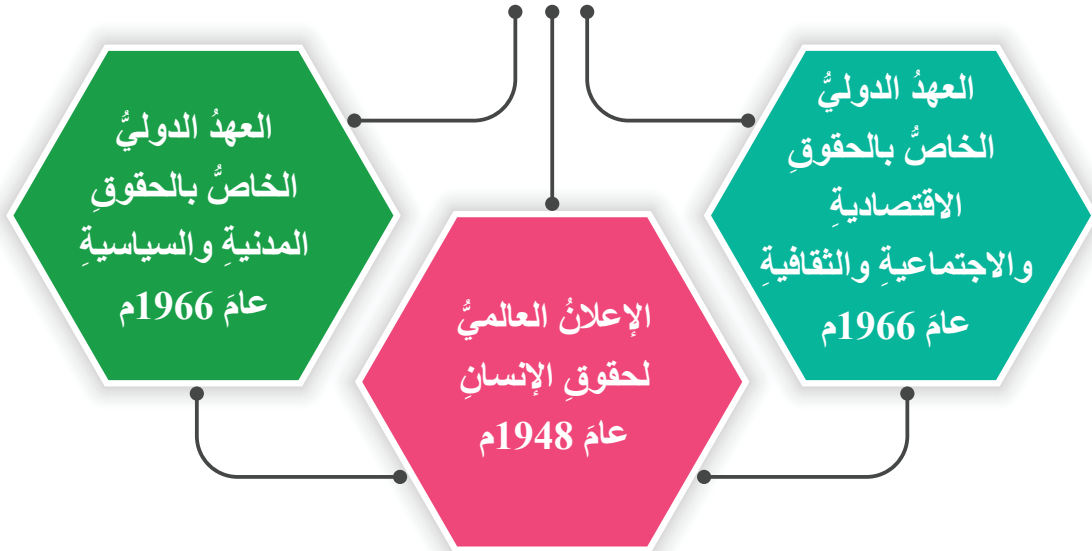 العهدُ الدوليُّ
الخاصُّ بالحقوقِ
الاقتصاديةِ
والاجتماعيةِ والثقافيةِ
عامَ 1966م
الإعلانُ العالميُّ
لحقوقِ الإنسانِ
عامَ 1948م
العهدُ الدوليُّ
الخاصُّ بالحقوقِ
المدنيةِ والسياسيةِ
عامَ 1966م